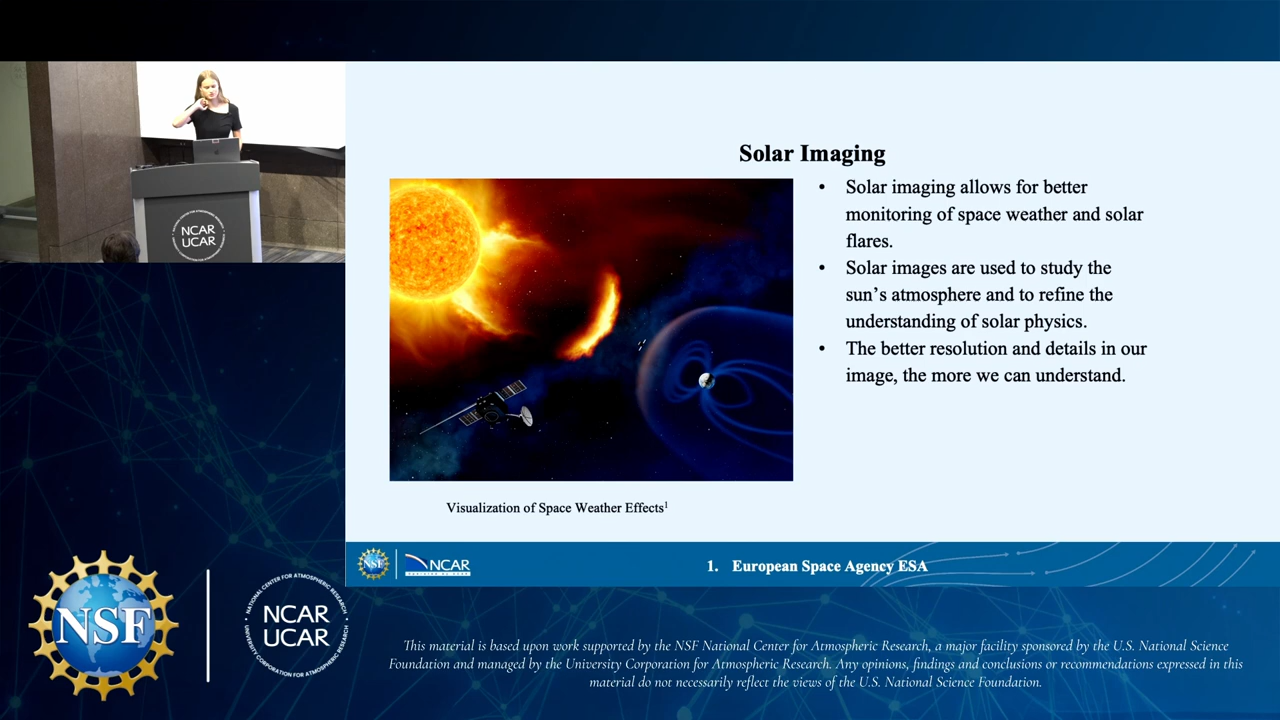 NCAR
UCAR
Solar Imaging
• Solar imaging allows for better
monitoring of space weather and solar
flares.
• Solar images are used to study the
sun’s atmosphere and to refine the
understanding of solar physics.
• The better resolution and details in our
image, the more we can understand.
Visualization of Space Weather Effects1
NSF
NCAR
1. European Space Agency ESA
NSF
NATIONAL CENTER FOR ATMOSPHERIC RESEARCH
NCAR
UCAR
UNIVERSITY CORPORATION FOR ATMOSPHERIC RESEARCH
This material is based upon work supported by the NSF National Center for Atmospheric Research, a major facility sponsored by the U.S. National Science
Foundation and managed by the University Corporation for Atmospheric Research. Any opinions, findings and conclusions or recommendations expressed in this
material do not necessarily reflect the views of the U.S. National Science Foundation.